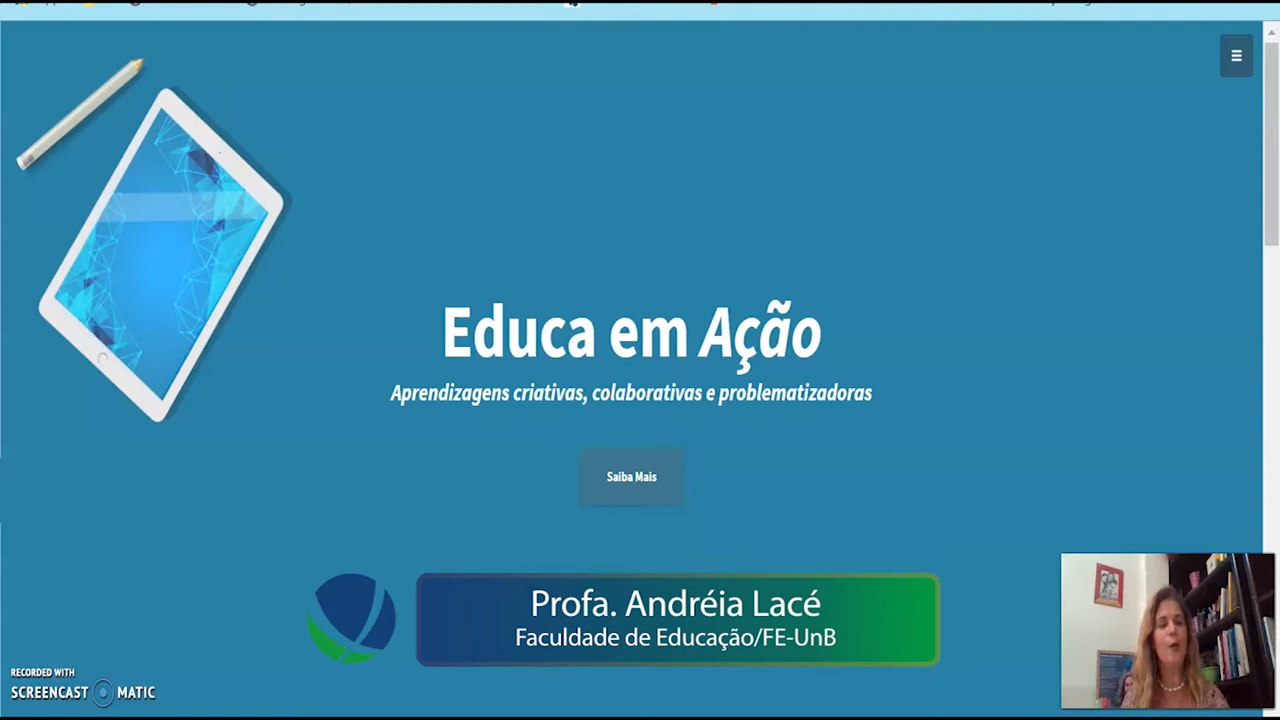 Educa em Ação
Aprendizagens criativas, colaborativas e problematizadoras
Saiba Mais
Profa. Andréia Lacé
Faculdade de Educação/FE-UnB
RECORDED WITH
SCREENCAST MATIC